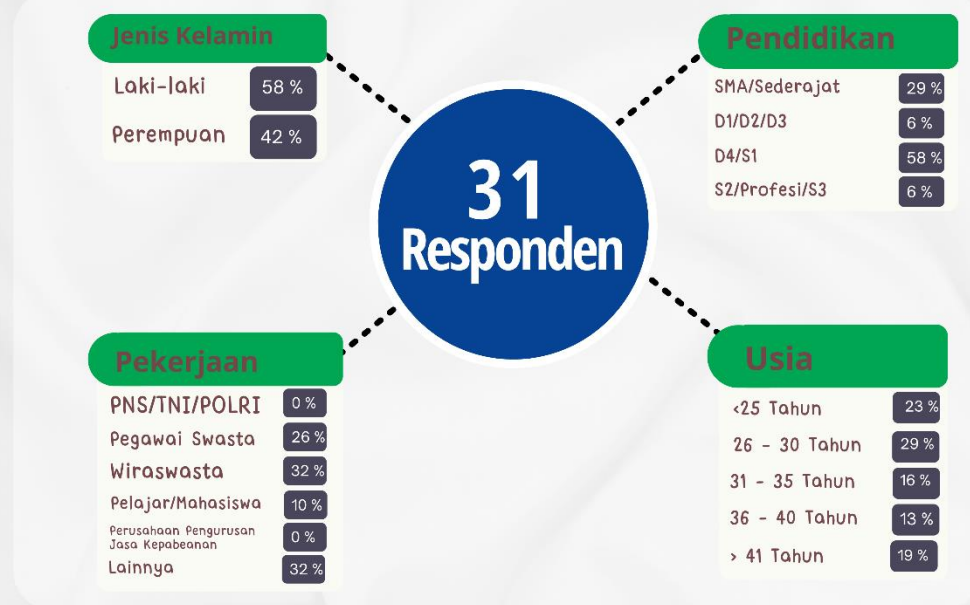 Jenis Kelamin
Laki-laki 58 %
Perempuan 42 %
Pendidikan
SMA/Sederajat 29 %
D1/D2/D3 6 %
D4/S1 58 %
S2/Profesi/S3 6 %
31
Responden
Pekerjaan
PNS/TNI/POLRI 0 %
Pegawai Swasta 26 %
Wiraswasta 32 %
Pelajar/Mahasiswa 10 %
Perusahaan Pengurusan
Jasa Kepabeanan 0 %
Lainnya 32 %
Usia
<25 Tahun 23 %
26 - 30 Tahun 29 %
31 - 35 Tahun 16 %
36 - 40 Tahun 13 %
> 41 Tahun 19 %